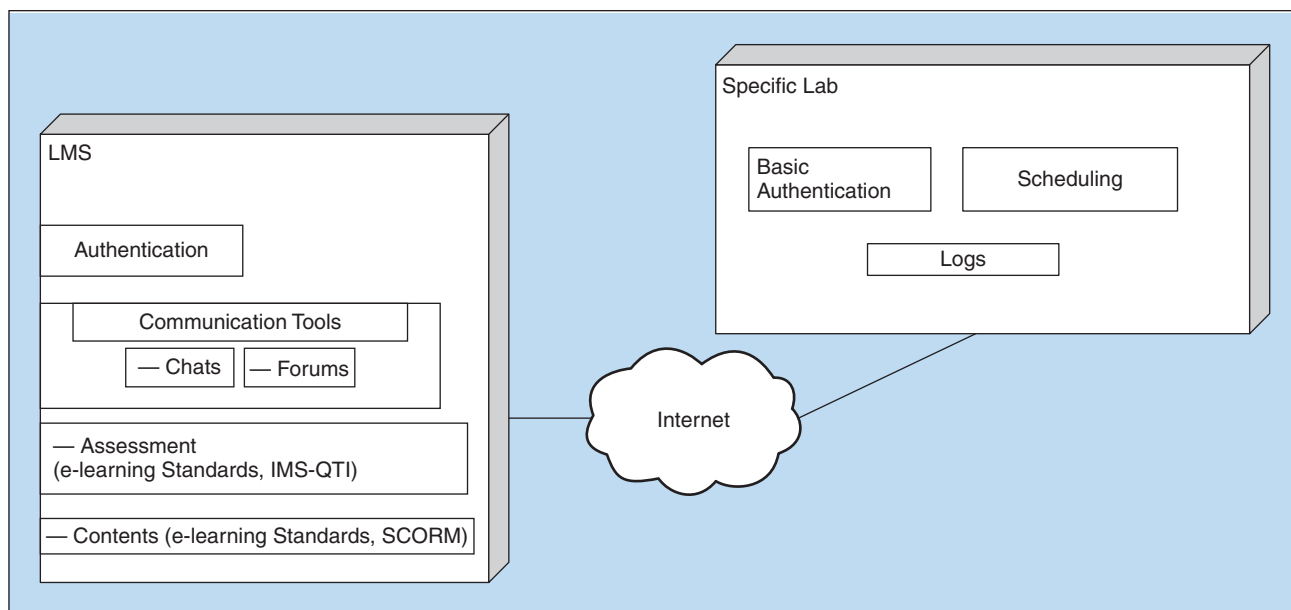 LMS
Authentication
Communication Tools
— Chats
— Forums
— Assessment
(e-learning Standards, IMS-QTI)
— Contents (e-learning Standards, SCORM)
Internet
Specific Lab
Basic
Authentication
Scheduling
Logs